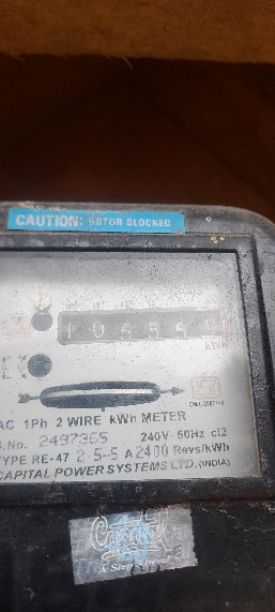 CAUTION: ROTOR BLOCKED
kWh
AC 1Ph 2 WIRE kWh METER
S.No. 2497365 240V-50Hz cl2
TYPE RE-47 2.5-5 A 2400 Revs/kWh
CAPITAL POWER SYSTEMS LTD.(INDIA)